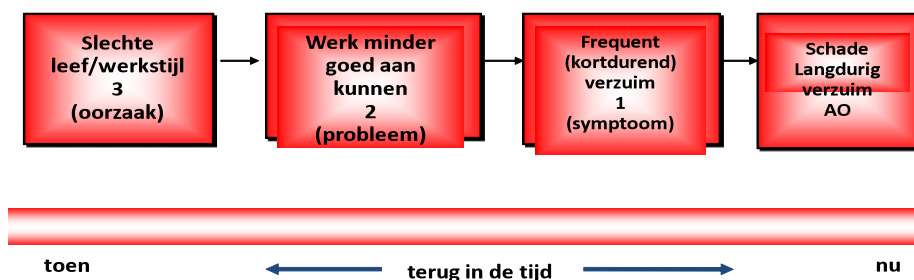 Slechte
leef/werkstijl
3
(oorzaak)
Werk minder
goed aan
kunnen
2
(probleem)
Frequent
(kortdurend)
verzuim
1
(symptoom)
Schade
Langdurig
verzuim
AO
toen
terug in de tijd
nu